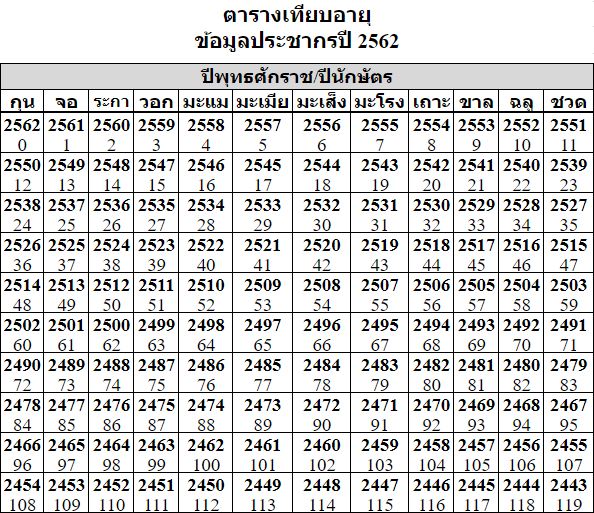 ตารางเทียบอายุ
ข้อมูลประชากรปี 2562
ปีพุทธศักราช/ปีนักษัตร
กุน จอ ระกา วอก มะแม มะเมีย มะเส็ง มะโรง เถาะ ขาล ฉลู ชวด
2562 2561 2560 2559 2558 2557 2556 2555 2554 2553 2552 2551
0 1 2 3 4 5 6 7 8 9 10 11
2550 2549 2548 2547 2546 2545 2544 2543 2542 2541 2540 2539
12 13 14 15 16 17 18 19 20 21 22 23
2538 2537 2536 2535 2534 2533 2532 2531 2530 2529 2528 2527
24 25 26 27 28 29 30 31 32 33 34 35
2526 2525 2524 2523 2522 2521 2520 2519 2518 2517 2516 2515
36 37 38 39 40 41 42 43 44 45 46 47
2514 2513 2512 2511 2510 2509 2508 2507 2506 2505 2504 2503
48 49 50 51 52 53 54 55 56 57 58 59
2502 2501 2500 2499 2498 2497 2496 2495 2494 2493 2492 2491
60 61 62 63 64 65 66 67 68 69 70 71
2490 2489 2488 2487 2486 2485 2484 2483 2482 2481 2480 2479
72 73 74 75 76 77 78 79 80 81 82 83
2478 2477 2476 2475 2474 2473 2472 2471 2470 2469 2468 2467
84 85 86 87 88 89 90 91 92 93 94 95
2466 2465 2464 2463 2462 2461 2460 2459 2458 2457 2456 2455
96 97 98 99 100 101 102 103 104 105 106 107
2454 2453 2452 2451 2450 2449 2448 2447 2446 2445 2444 2443
108 109 110 111 112 113 114 115 116 117 118 119